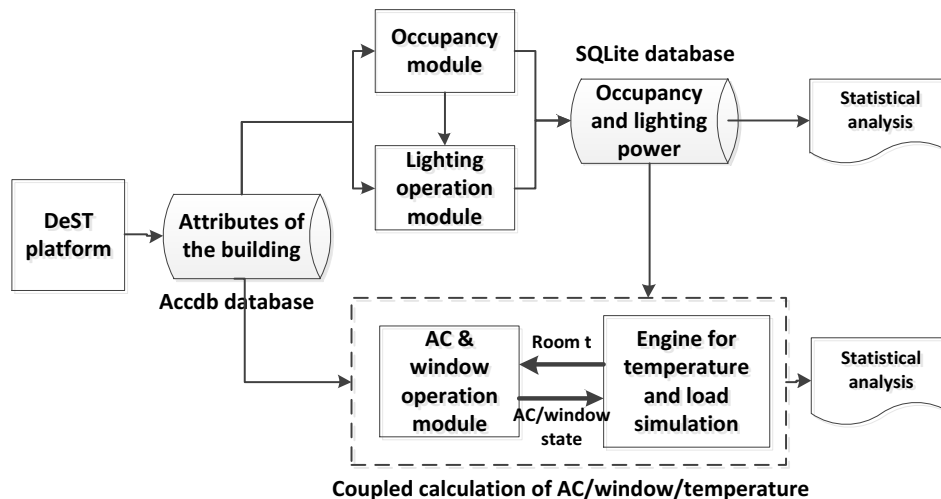 Occupancy
module
SQLite database
Occupancy
and lighting
power
Statistical
analysis
Lighting
operation
module
DeST
platform
Attributes of
the building
Accdb database
AC &
window
operation
module
Room t
AC/window
state
Engine for
temperature
and load
simulation
Statistical
analysis
Coupled calculation of AC/window/temperature